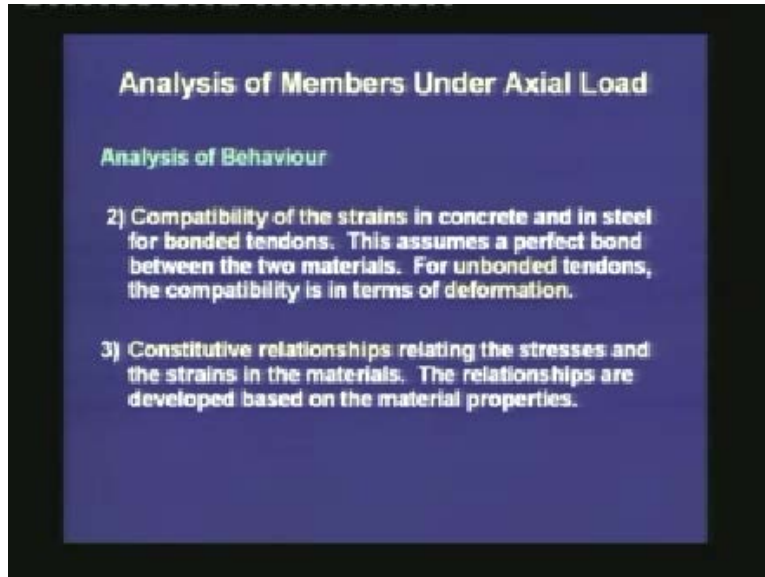 Analysis of Members Under Axial Load
Analysis of Behaviour
2) Compatibility of the strains in concrete and in steel
for bonded tendons. This assumes a perfect bond
between the two materials. For unbonded tendons,
the compatibility is in terms of deformation.
3) Constitutive relationships relating the stresses and
the strains in the materials. The relationships are
developed based on the material properties.